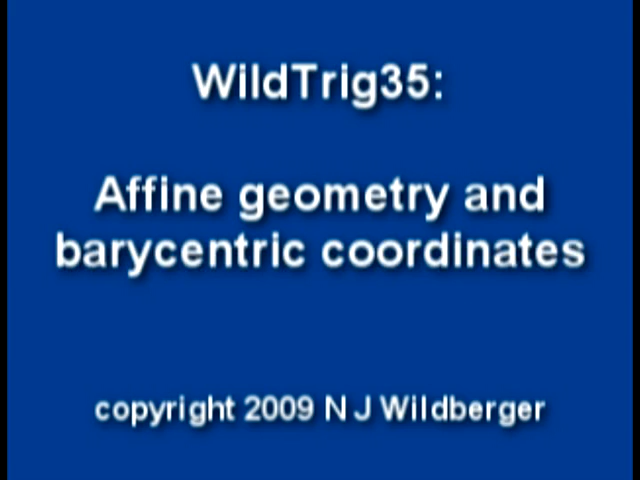 WildTrig35:
Affine geometry and
barycentric coordinates
copyright 2009 N J Wildberger